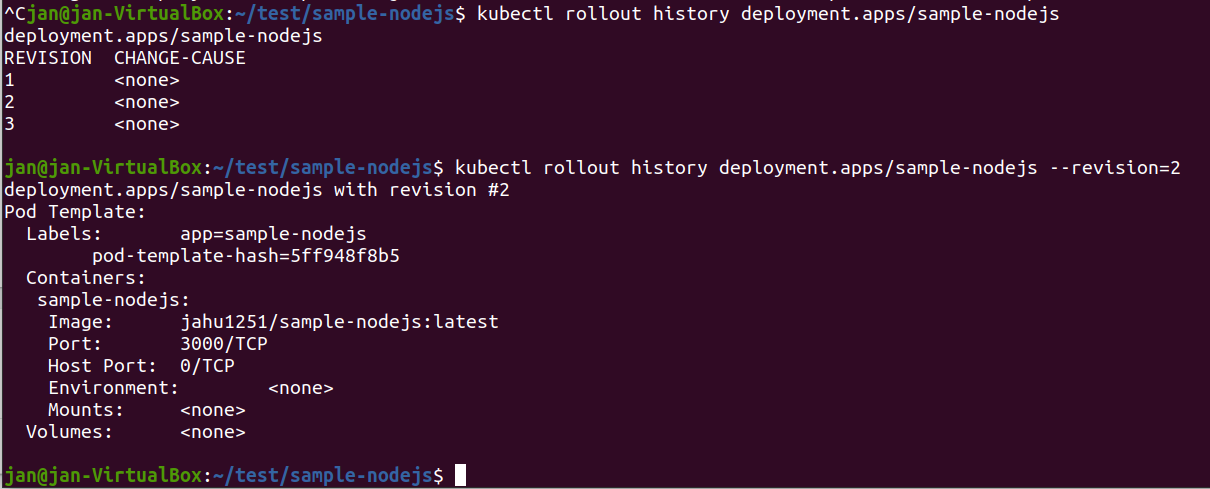 ^Cjan@jan-VirtualBox:~/test/sample-nodejs$ kubectl rollout history deployment.apps/sample-nodejs
deployment.apps/sample-nodejs
REVISION  CHANGE-CAUSE
1         <none>
2         <none>
3         <none>
jan@jan-VirtualBox:~/test/sample-nodejs$ kubectl rollout history deployment.apps/sample-nodejs --revision=2
deployment.apps/sample-nodejs with revision #2
Pod Template:
  Labels:       app=sample-nodejs
        pod-template-hash=5ff948f8b5
  Containers:
   sample-nodejs:
    Image:      jahu1251/sample-nodejs:latest
    Port:       3000/TCP
    Host Port:  0/TCP
    Environment:        <none>
    Mounts:     <none>
  Volumes:      <none>
jan@jan-VirtualBox:~/test/sample-nodejs$